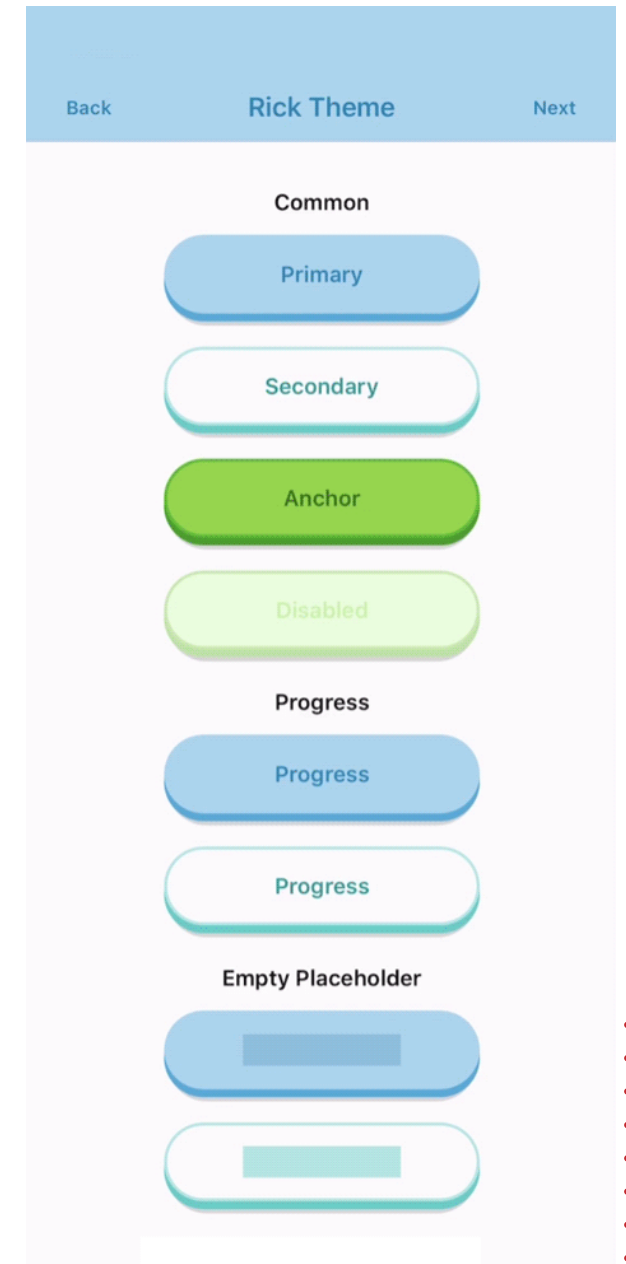 Back
Rick Theme
Next
Common
Primary
Secondary
Anchor
Disabled
Progress
Progress
Progress
Empty Placeholder